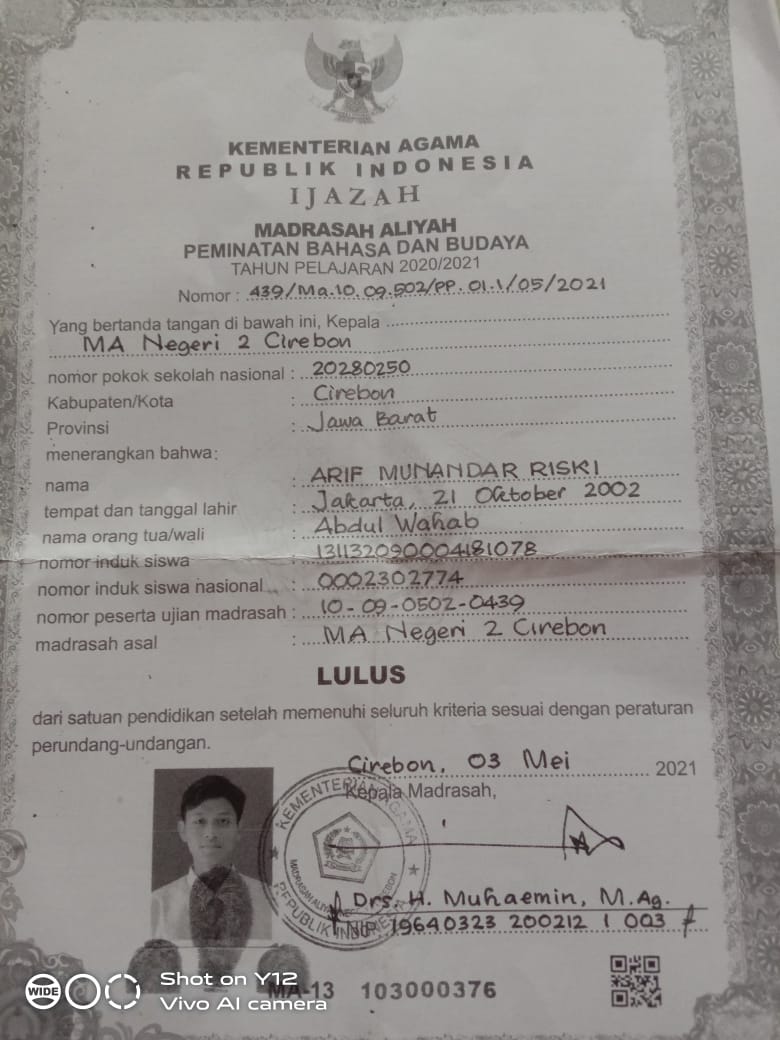 KEMENTERIAN AGAMA
REPUBLIK INDONESIA
IJAZAH
MADRASAH ALIYAH
PEMINATAN BAHASA DAN BUDAYA
TAHUN PELAJARAN 2020/2021
Nomor : 439/Ma.10.09.502/PP.01.1/05/2021
Yang bertanda tangan di bawah ini, Kepala
MA Negeri 2 Cirebon
nomor pokok sekolah nasional : 20280250
Kabupaten/Kota : Cirebon
Provinsi : Jawa Barat
menerangkan bahwa:
nama : ARIF MUNANDAR RISKI
tempat dan tanggal lahir : Jakarta, 21 Oktober 2002
nama orang tua/wali : Abdul Wahab
nomor induk siswa : 131132090004181078
nomor induk siswa nasional : 0002302774
nomor peserta ujian madrasah : 10-09-0502-0439
madrasah asal : MA Negeri 2 Cirebon
LULUS
dari satuan pendidikan setelah memenuhi seluruh kriteria sesuai dengan peraturan
perundang-undangan.
Cirebon, 03 Mei 2021
Kepala Madrasah,
KEMENTERIAN AGAMA
REPUBLIK INDONESIA
Drs. H. Muhaemin, M.Ag.
NIP 19640323 200212 1 003
MA-13 103000376
WIDE
Shot on Y12
Vivo AI camera